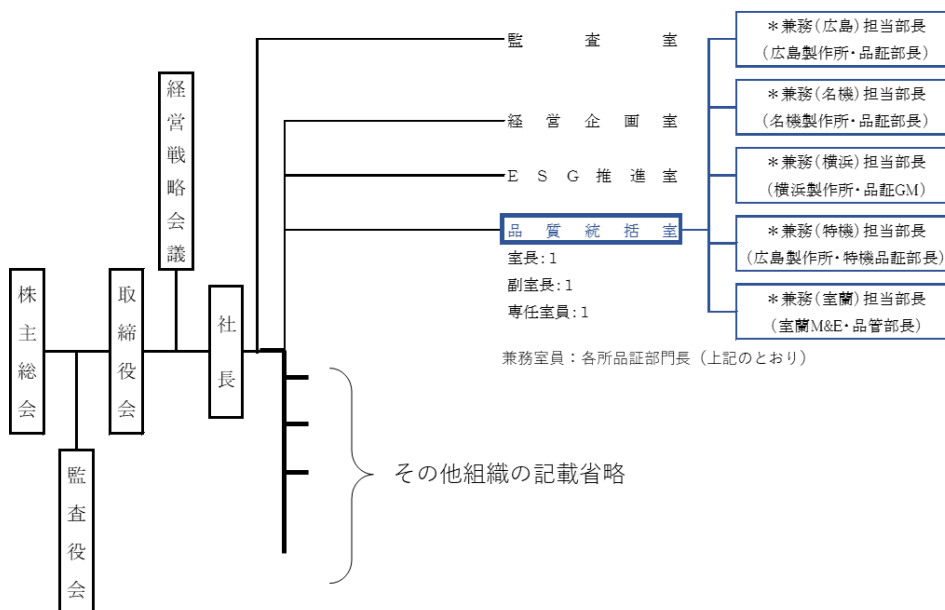 株主総会
監査役会
取締役会
経営戦略会議
社長
監査室
経営企画室
ESG推進室
品質統括室
室長:1
副室長:1
専任室員:1
兼務室員：各所品証部門長（上記のとおり）
＊兼務(広島)担当部長
(広島製作所・品証部長)
＊兼務(名機)担当部長
(名機製作所・品証部長)
＊兼務(横浜)担当部長
(横浜製作所・品証GM)
＊兼務(特機)担当部長
(広島製作所・特機品証部長)
＊兼務(室蘭)担当部長
(室蘭M&E・品管部長)
その他組織の記載省略